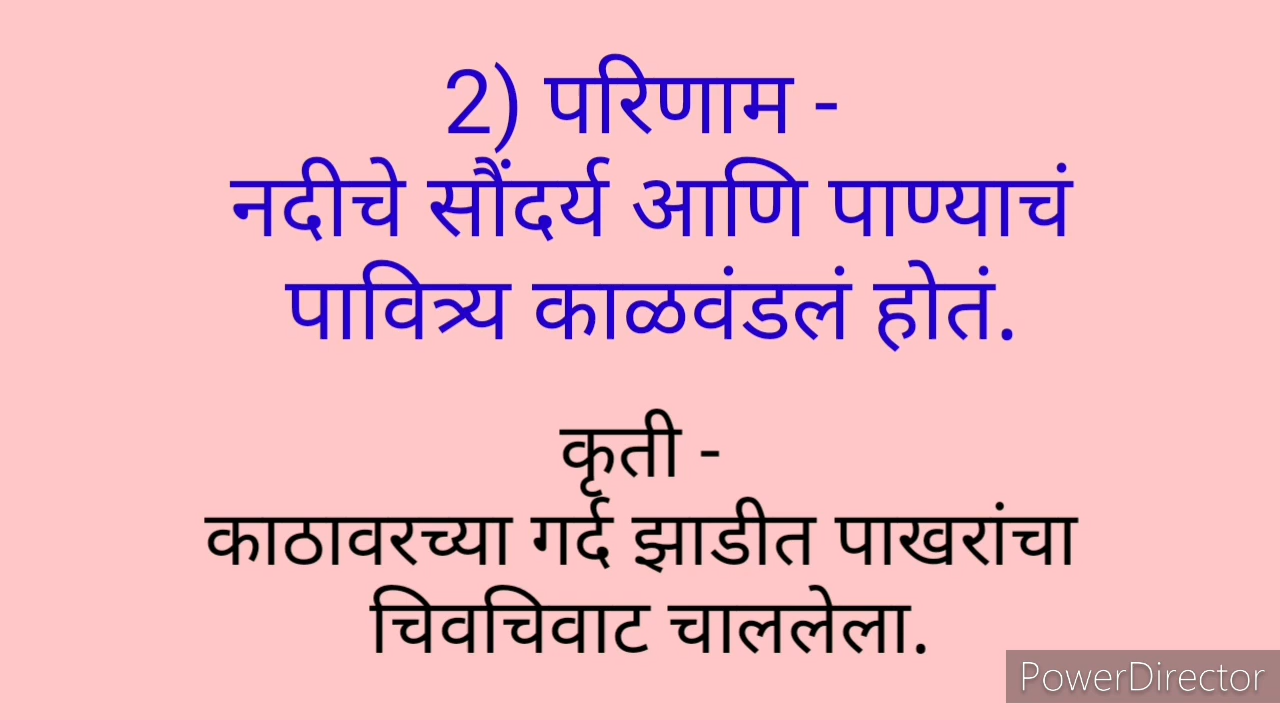 2) परिणाम -
नदीचे सौंदर्य आणि पाण्याचं
पावित्र्य काळवंडलं होतं.
कृती -
काठावरच्या गर्द झाडीत पाखरांचा
चिवचिवाट चाललेला.
PowerDirector